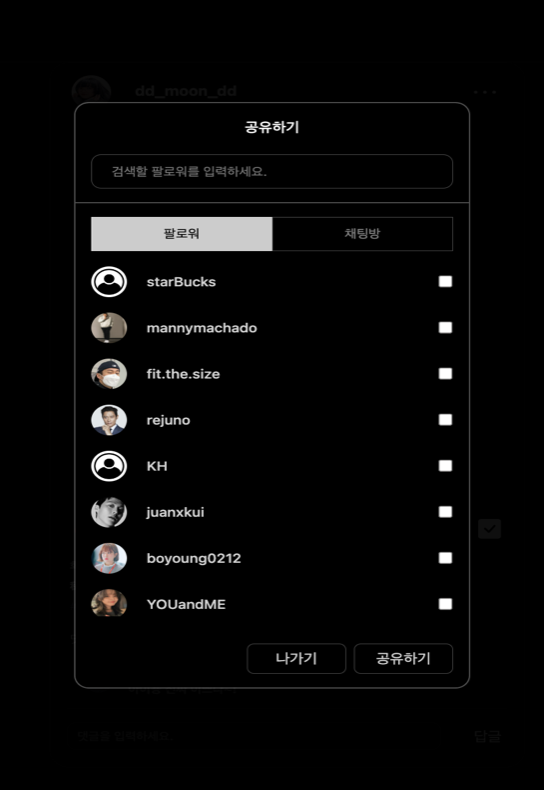 dd_moon_dd
공유하기
검색할 팔로워를 입력하세요.
팔로워 채팅방
starBucks
mannymachado
fit.the.size
rejuno
KH
juanxkui
boyoung0212
YOUandME
나가기 공유하기
댓글을 입력하세요. 답글